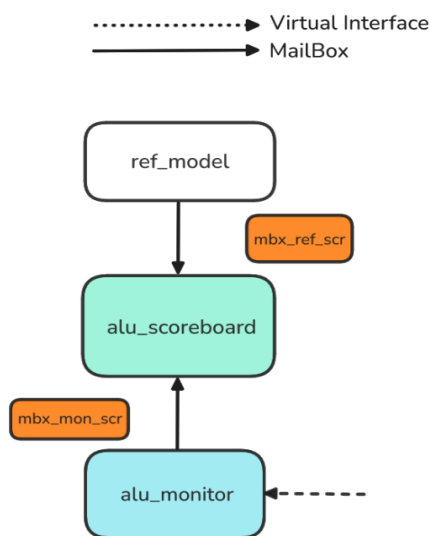 Virtual Interface
MailBox
ref_model
mbx_ref_scr
alu_scoreboard
mbx_mon_scr
alu_monitor